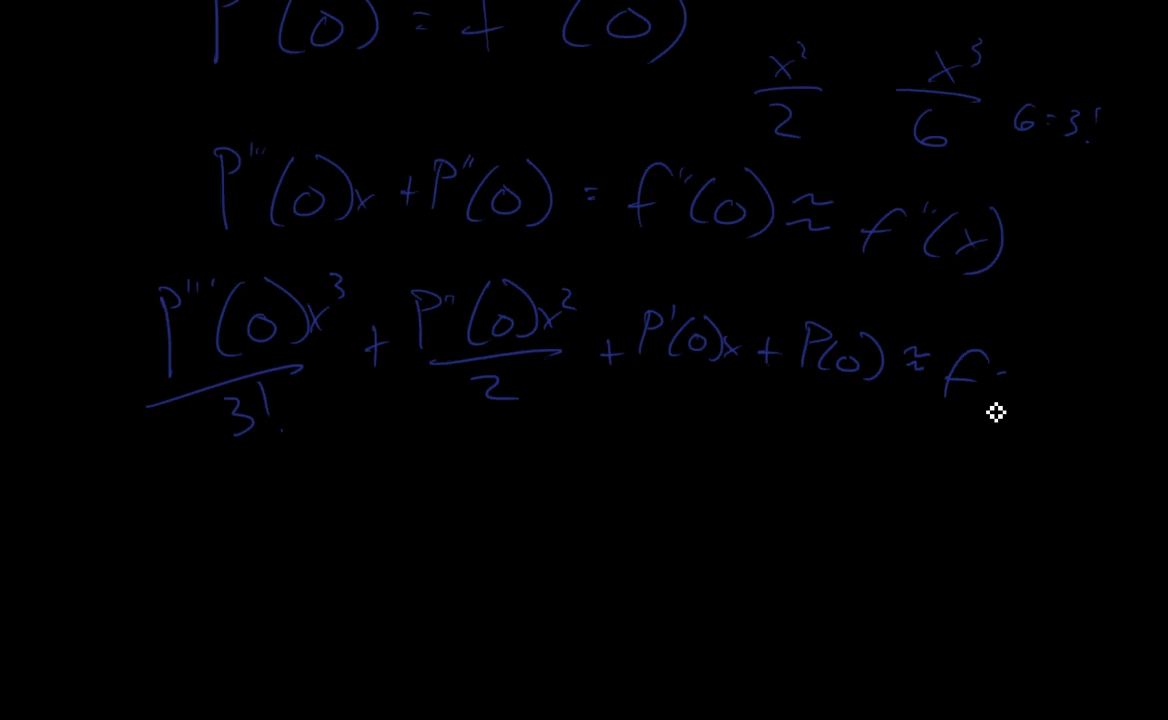 P (0) = f (0)
x² x³
— —
2 6 6=3!
P'''(0)x + P''(0) = f''(0) ≈ f''(x)
P'''(0)x³/3! + P''(0)x²/2 + P'(0)x + P(0) ≈ f